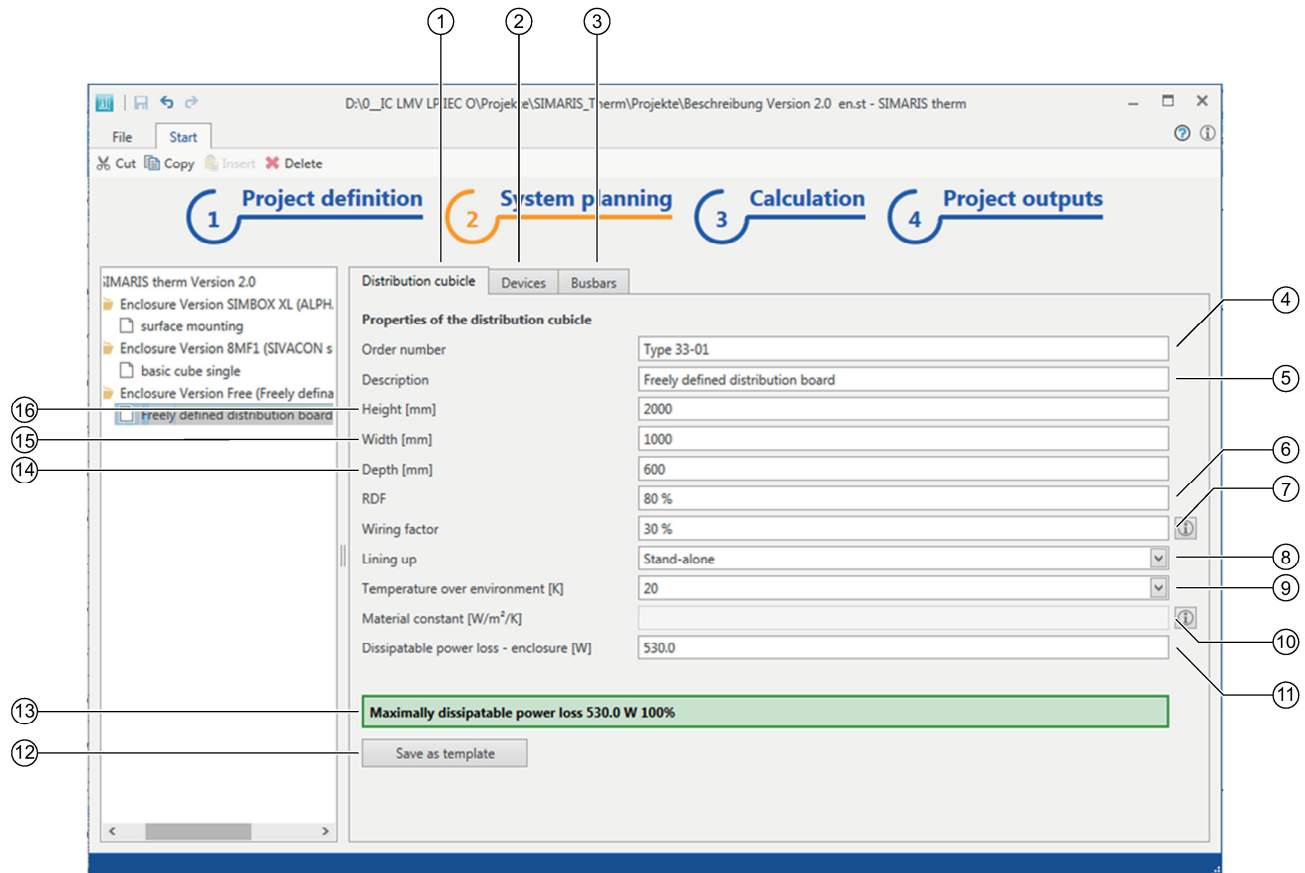 1 2 3
D:\0__IC LMV LP IEC O\Projekte\SIMARIS_Therm\Projekte\Beschreibung Version 2.0 en.st - SIMARIS therm
File Start
Cut Copy Insert Delete
1 Project definition 2 System planning 3 Calculation 4 Project outputs
SIMARIS therm Version 2.0
Enclosure Version SIMBOX XL (ALPH
surface mounting
Enclosure Version 8MF1 (SIVACON s
basic cube single
Enclosure Version Free (Freely defina
Freely defined distribution board
Distribution cubicle Devices Busbars
Properties of the distribution cubicle
Order number Type 33-01 4
Description Freely defined distribution board 5
16 Height [mm] 2000
15 Width [mm] 1000
14 Depth [mm] 600 6
RDF 80 % 7
Wiring factor 30 %
Lining up Stand-alone 8
Temperature over environment [K] 20 9
Material constant [W/m²/K] 10
Dissipatable power loss - enclosure [W] 530.0 11
13 Maximally dissipatable power loss 530.0 W 100%
12 Save as template